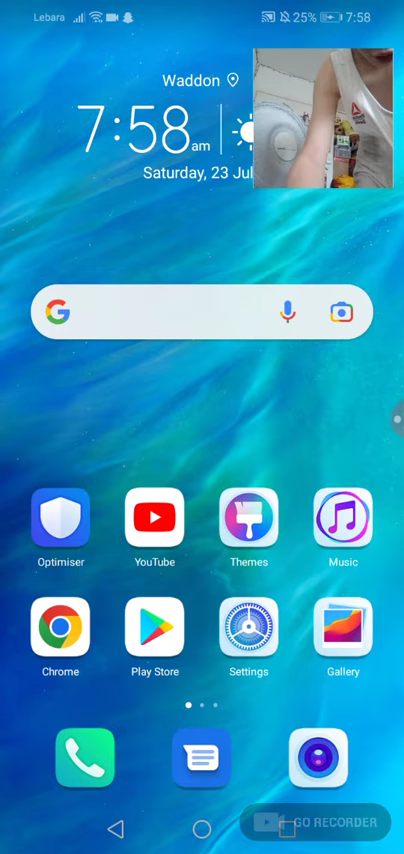 Lebara 25% 7:58
Waddon
7:58 am
Saturday, 23 Jul
Optimiser YouTube Themes Music
Chrome Play Store Settings Gallery
GO RECORDER